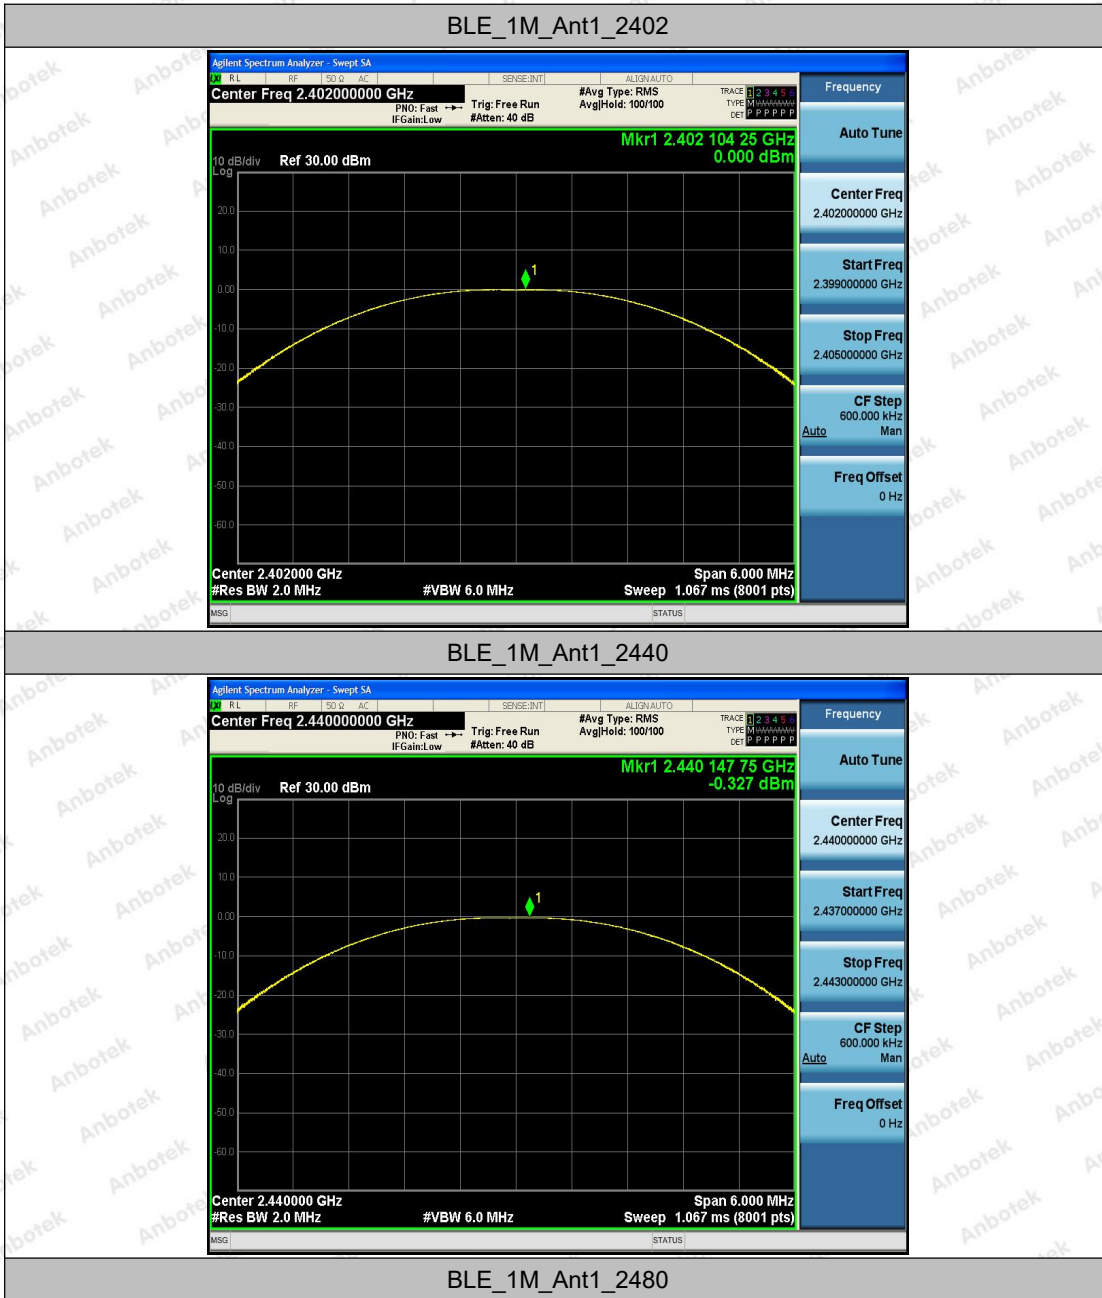 BLE_1M_Ant1_2402
Agilent Spectrum Analyzer - Swept SA
LXI RL RF 50 Ω AC SENSE:INT ALIGNAUTO
Center Freq 2.402000000 GHz
PNO: Fast
IFGain:Low
Trig: Free Run
#Atten: 40 dB
#Avg Type: RMS
Avg|Hold: 100/100
TRACE 1 2 3 4 5 6
TYPE M
DET P P P P P P
Mkr1 2.402 104 25 GHz
0.000 dBm
10 dB/div Ref 30.00 dBm
Log
20.0
10.0
0.00
-10.0
-20.0
-30.0
-40.0
-50.0
-60.0
1
Center 2.402000 GHz Span 6.000 MHz
#Res BW 2.0 MHz #VBW 6.0 MHz Sweep 1.067 ms (8001 pts)
MSG STATUS
Frequency
Auto Tune
Center Freq
2.402000000 GHz
Start Freq
2.399000000 GHz
Stop Freq
2.405000000 GHz
CF Step
600.000 kHz
Auto Man
Freq Offset
0 Hz
BLE_1M_Ant1_2440
Agilent Spectrum Analyzer - Swept SA
LXI RL RF 50 Ω AC SENSE:INT ALIGNAUTO
Center Freq 2.440000000 GHz
PNO: Fast
IFGain:Low
Trig: Free Run
#Atten: 40 dB
#Avg Type: RMS
Avg|Hold: 100/100
TRACE 1 2 3 4 5 6
TYPE M
DET P P P P P P
Mkr1 2.440 147 75 GHz
-0.327 dBm
10 dB/div Ref 30.00 dBm
Log
20.0
10.0
0.00
-10.0
-20.0
-30.0
-40.0
-50.0
-60.0
1
Center 2.440000 GHz Span 6.000 MHz
#Res BW 2.0 MHz #VBW 6.0 MHz Sweep 1.067 ms (8001 pts)
MSG STATUS
Frequency
Auto Tune
Center Freq
2.440000000 GHz
Start Freq
2.437000000 GHz
Stop Freq
2.443000000 GHz
CF Step
600.000 kHz
Auto Man
Freq Offset
0 Hz
BLE_1M_Ant1_2480